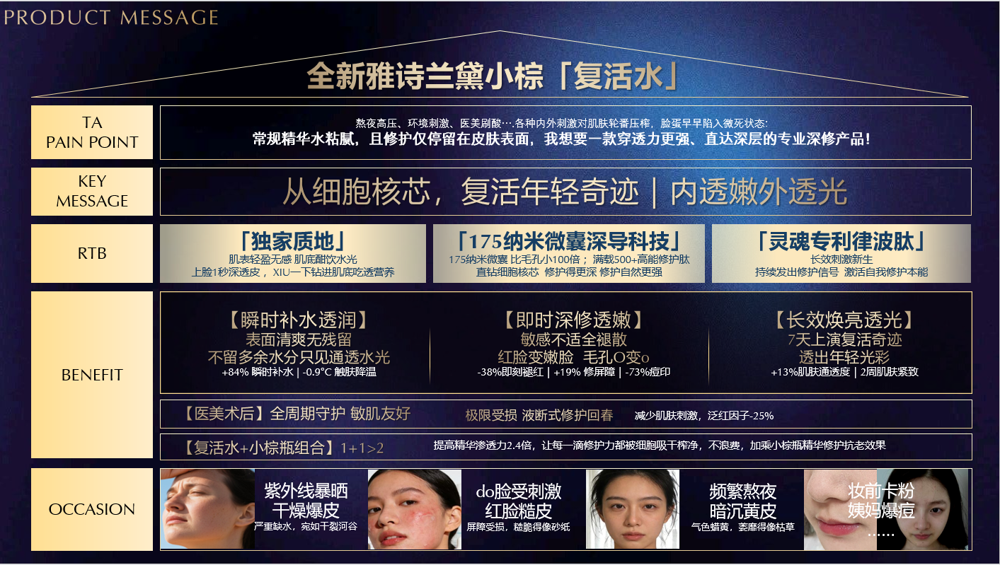 PRODUCT MESSAGE
全新雅诗兰黛小棕「复活水」
TA
PAIN POINT
熬夜高压、环境刺激、医美刷酸….各种内外刺激对肌肤轮番压榨，脸蛋早早陷入微死状态:
常规精华水粘腻，且修护仅停留在皮肤表面，我想要一款穿透力更强、直达深层的专业深修产品！
KEY
MESSAGE
从细胞核芯，复活年轻奇迹｜内透嫩外透光
RTB
「独家质地」
肌表轻盈无感 肌底酣饮水光
上脸1秒深透皮 ，XIU一下钻进肌底吃透营养
「175纳米微囊深导科技」
175纳米微囊 比毛孔小100倍 ；满载500+高能修护肽
直钻细胞核芯 修护得更深 修护自然更强
「灵魂专利律波肽」
长效刺激新生
持续发出修护信号 激活自我修护本能
BENEFIT
【瞬时补水透润】
表面清爽无残留
不留多余水分只见通透水光
+84% 瞬时补水 | -0.9°C 触肤降温
【即时深修透嫩】
敏感不适全褪散
红脸变嫩脸 毛孔O变o
-38%即刻褪红 | +19% 修屏障 | -73%痘印
【长效焕亮透光】
7天上演复活奇迹
透出年轻光彩
+13%肌肤通透度 | 2周肌肤紧致
【医美术后】全周期守护 敏肌友好
极限受损 液断式修护回春
减少肌肤刺激，泛红因子-25%
【复活水+小棕瓶组合】1+1>2
提高精华渗透力2.4倍，让每一滴修护力都被细胞吸干榨净，不浪费，加乘小棕瓶精华修护抗老效果
OCCASION
紫外线暴晒
干燥爆皮
严重缺水，宛如干裂河谷
do脸受刺激
红脸糙皮
屏障受损，糙脆得像砂纸
频繁熬夜
暗沉黄皮
气色蜡黄，萎靡得像枯草
妆前卡粉
姨妈爆痘
……